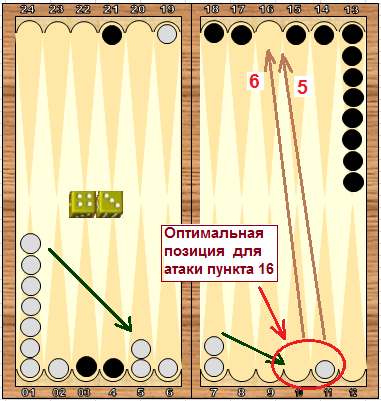 24 23 22 21 20 19 18 17 16 15 14 13
6 5
Оптимальная
позиция для
атаки пункта 16
01 02 03 04 5 6 7 8 9 10 11 12